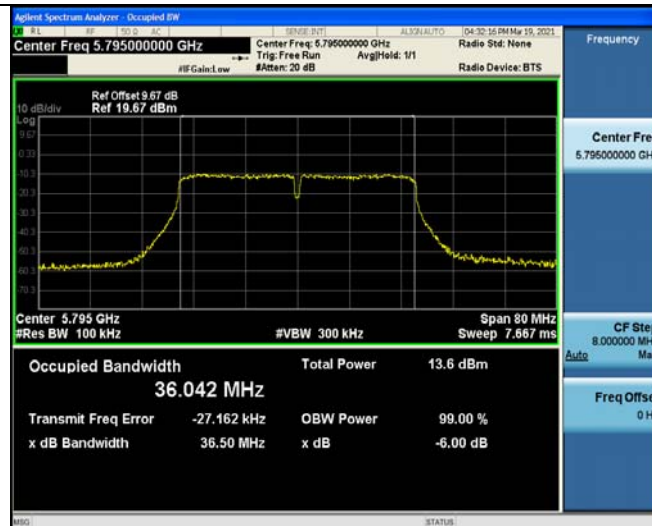 Agilent Spectrum Analyzer - Occupied BW
RL RF 50 Ω AC SENSE:INT ALIGN AUTO 04:32:16 PM Mar 19, 2021
Center Freq 5.795000000 GHz
Center Freq: 5.795000000 GHz
Radio Std: None
Trig: Free Run Avg|Hold: 1/1
#IFGain:Low #Atten: 20 dB Radio Device: BTS
Frequency
Ref Offset 9.67 dB
10 dB/div Ref 19.67 dBm
Log
9.67
0.33
-10.3
-20.3
-30.3
-40.3
-50.3
-60.3
-70.3
Center Fre
5.795000000 GH
Center 5.795 GHz Span 80 MHz
#Res BW 100 kHz #VBW 300 kHz Sweep 7.667 ms
CF Ste
8.000000 MH
Auto Ma
Occupied Bandwidth Total Power 13.6 dBm
36.042 MHz
Transmit Freq Error -27.162 kHz OBW Power 99.00 %
x dB Bandwidth 36.50 MHz x dB -6.00 dB
Freq Offse
0 H
MSG STATUS